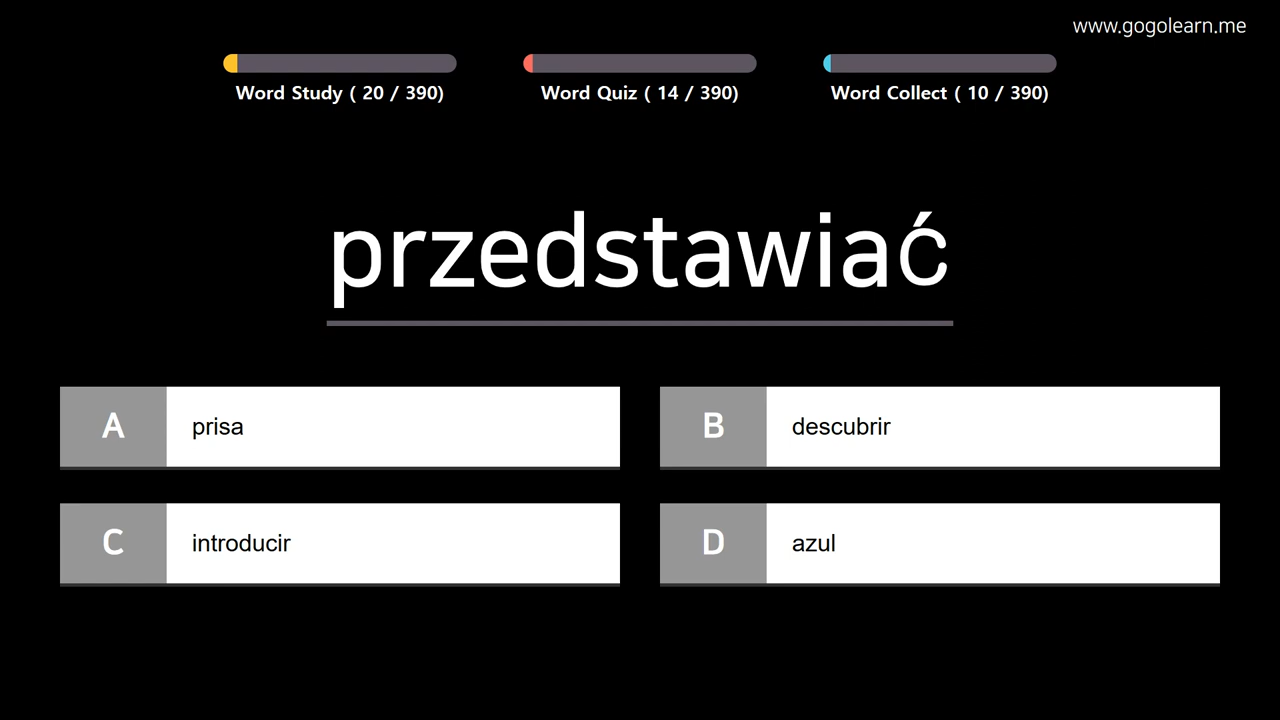 www.gogolearn.me
Word Study ( 20 / 390)
Word Quiz ( 14 / 390)
Word Collect ( 10 / 390)
przedstawiać
A
prisa
B
descubrir
C
introducir
D
azul